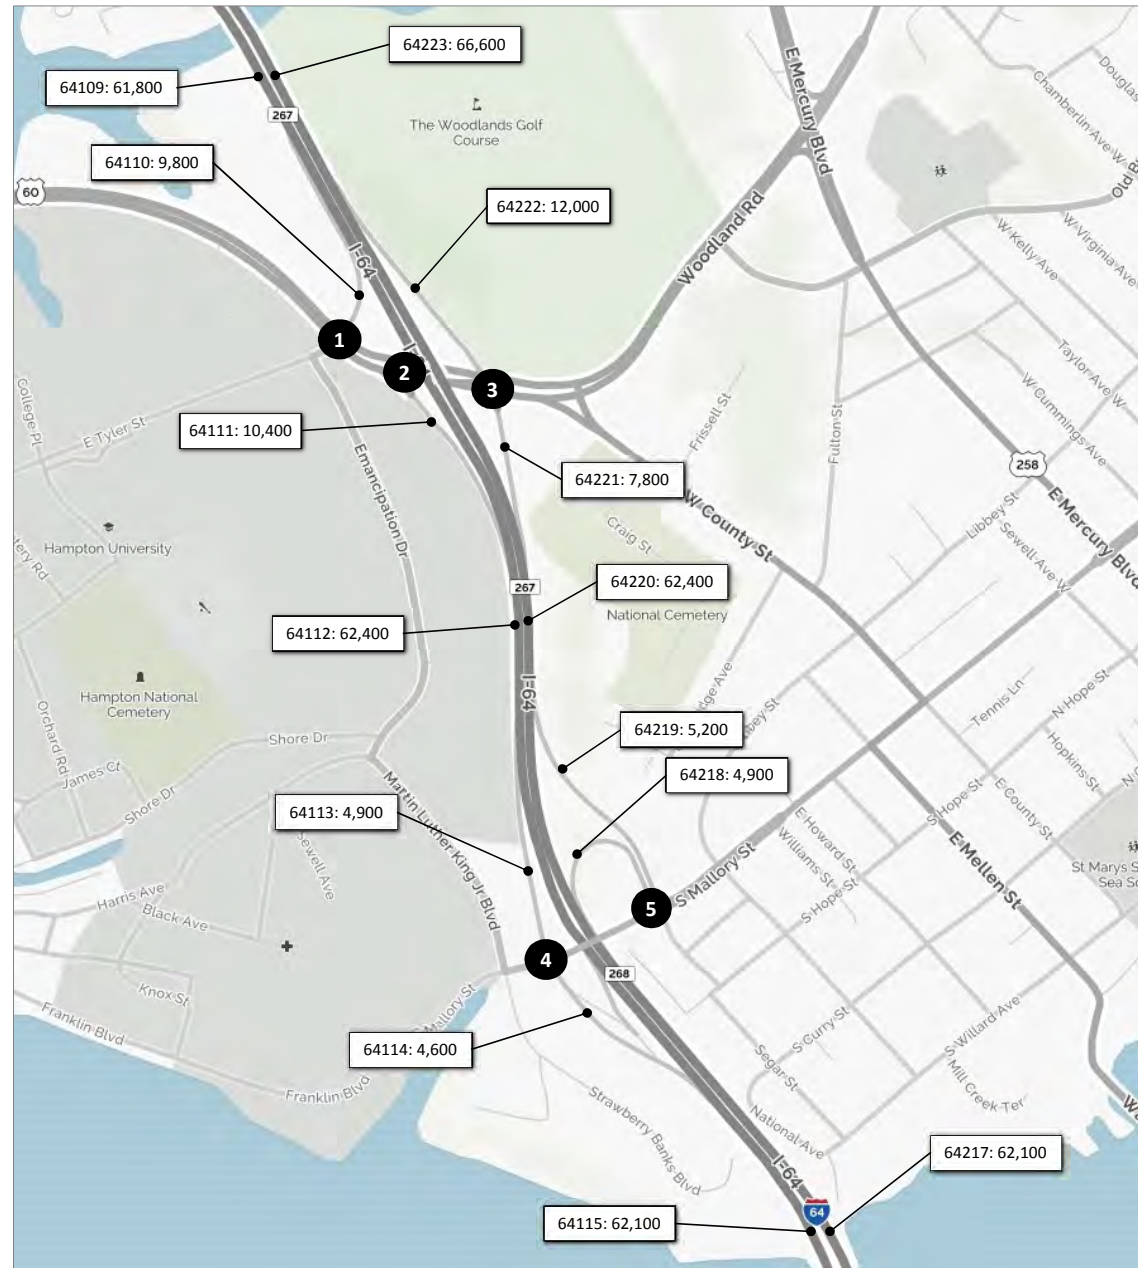 64223: 66,600
64109: 61,800
267
The Woodlands Golf
Course
E Mercury Blvd
Douglas
Chamberlin Ave W
Old B
64110: 9,800
60
64222: 12,000
I-64
Woodland Rd
W Kelly Ave
W Virginia Ave
1
2
3
Taylor Ave W
W Cummings Ave
College Pl
E Tyler St
64111: 10,400
Emancipation Dr
Frissell St
Fulton St
258
E Mercury Blvd
64221: 7,800
W County St
Libbey St
Sewell Ave W
Craig St
Hampton University
267
64220: 62,400
National Cemetery
64112: 62,400
I-64
Hampton National
Cemetery
Orchard Rd
James Ct
Shore Dr
Shore Dr
64219: 5,200
64218: 4,900
Tennis Ln
N Hope St
Hopkins St
64113: 4,900
Martin Luther King Jr Blvd
Sewell Ave
Harris Ave
Black Ave
S Mallory St
E Howard St
Williams St
S Hope St
S Hope St
E County St
E Mellen St
St Marys S
Sea Sc
5
4
268
Knox St
Franklin Blvd
Mallory St
64114: 4,600
Franklin Blvd
S Curry St
Segar St
S Willard Ave
S Mill Creek Ter
National Ave
Strawberry Banks Blvd
I-64
64
64217: 62,100
64115: 62,100